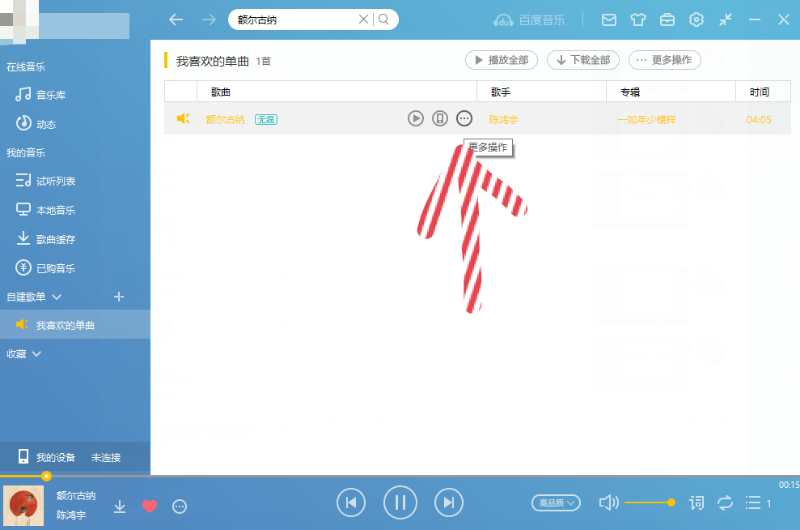 额尔古纳
百度音乐
在线音乐
音乐库
动态
我的音乐
试听列表
本地音乐
歌曲缓存
已购音乐
自建歌单
我喜欢的单曲
收藏
我的设备 未连接
我喜欢的单曲 1首
播放全部 下载全部 更多操作
歌曲 歌手 专辑 时间
额尔古纳 无损 陈鸿宇 一如年少模样 04:05
更多操作
00:15
额尔古纳
陈鸿宇
高品质 词 1